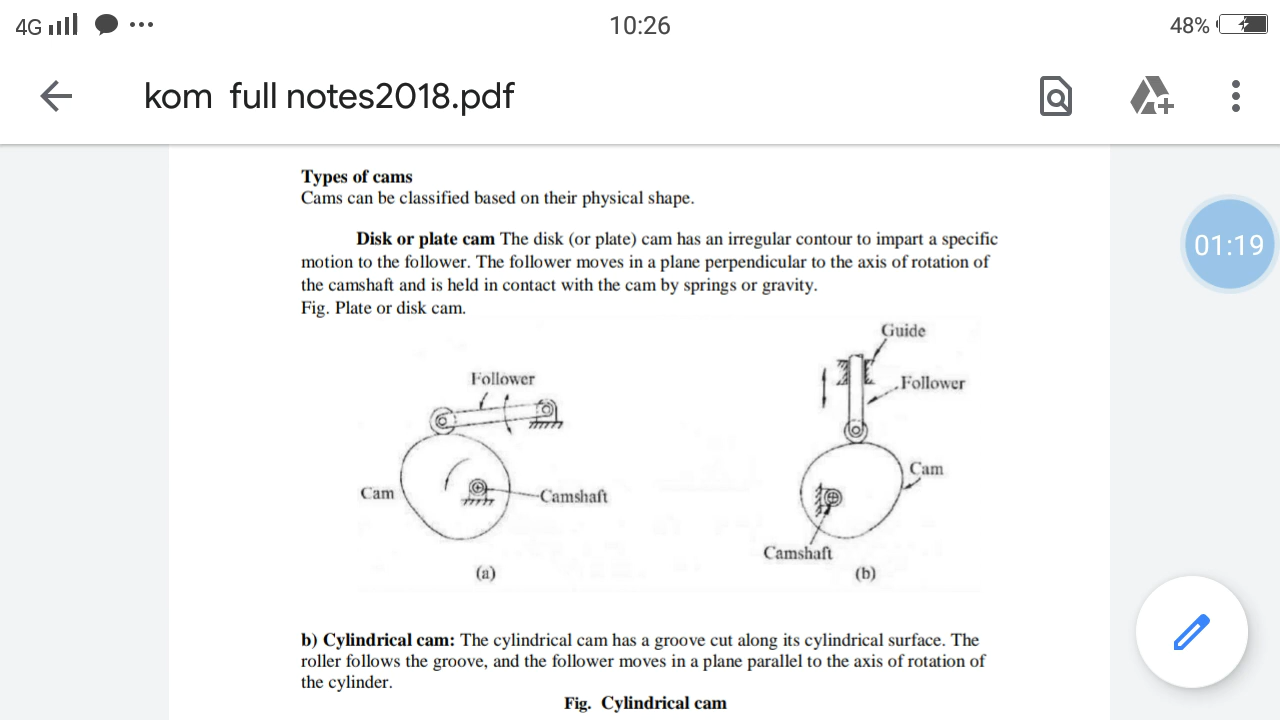 4G 10:26 48%
kom full notes2018.pdf
Types of cams
Cams can be classified based on their physical shape.
01:19
Disk or plate cam The disk (or plate) cam has an irregular contour to impart a specific
motion to the follower. The follower moves in a plane perpendicular to the axis of rotation of
the camshaft and is held in contact with the cam by springs or gravity.
Fig. Plate or disk cam.
Guide
Follower
Follower
Cam
Cam
Camshaft
Camshaft
(a)
(b)
b) Cylindrical cam: The cylindrical cam has a groove cut along its cylindrical surface. The
roller follows the groove, and the follower moves in a plane parallel to the axis of rotation of
the cylinder.
Fig. Cylindrical cam